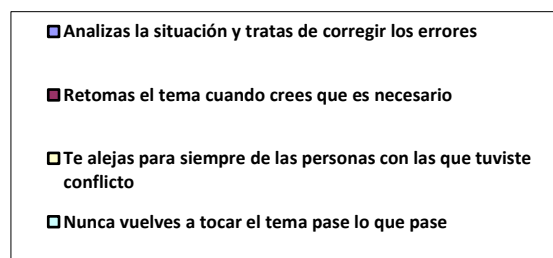 Analizas la situación y tratas de corregir los errores
Retomas el tema cuando crees que es necesario
Te alejas para siempre de las personas con las que tuviste
conflicto
Nunca vuelves a tocar el tema pase lo que pase